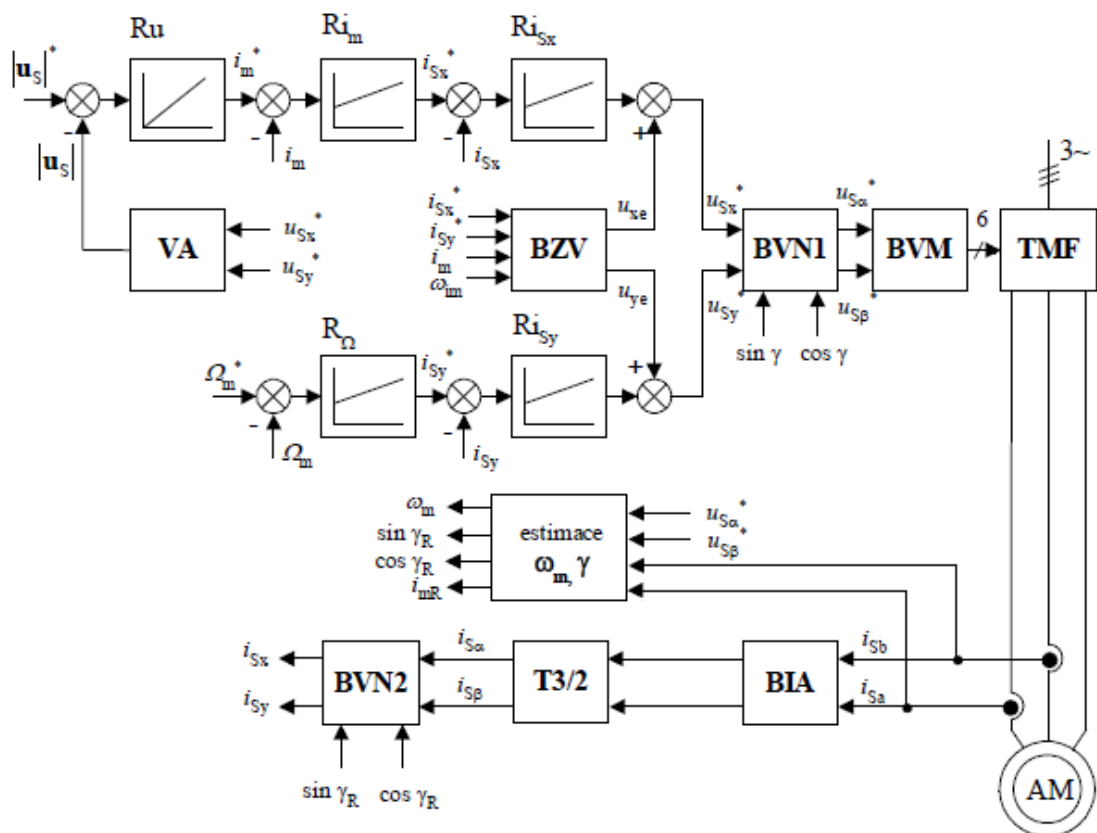 Ru
Ri_m
Ri_Sx
|u_S|*
i_m*
i_Sx*
-
-
-
+
|u_S|
i_m
i_Sx
3~
VA
u_Sx*
u_Sy*
i_Sx*
i_Sy*
i_m
ω_im
BZV
u_xe
u_ye
u_Sx*
u_Sy*
BVN1
u_Sα*
u_Sβ*
BVM
6
TMF
sin γ
cos γ
R_Ω
Ri_Sy
Ω_m*
i_Sy*
+
-
-
Ω_m
i_Sy
ω_m
sin γ_R
cos γ_R
i_mR
estimace
ω_m, γ
u_Sα*
u_Sβ*
i_Sx
i_Sy
BVN2
i_Sα
i_Sβ
T3/2
BIA
i_Sb
i_Sa
sin γ_R
cos γ_R
AM